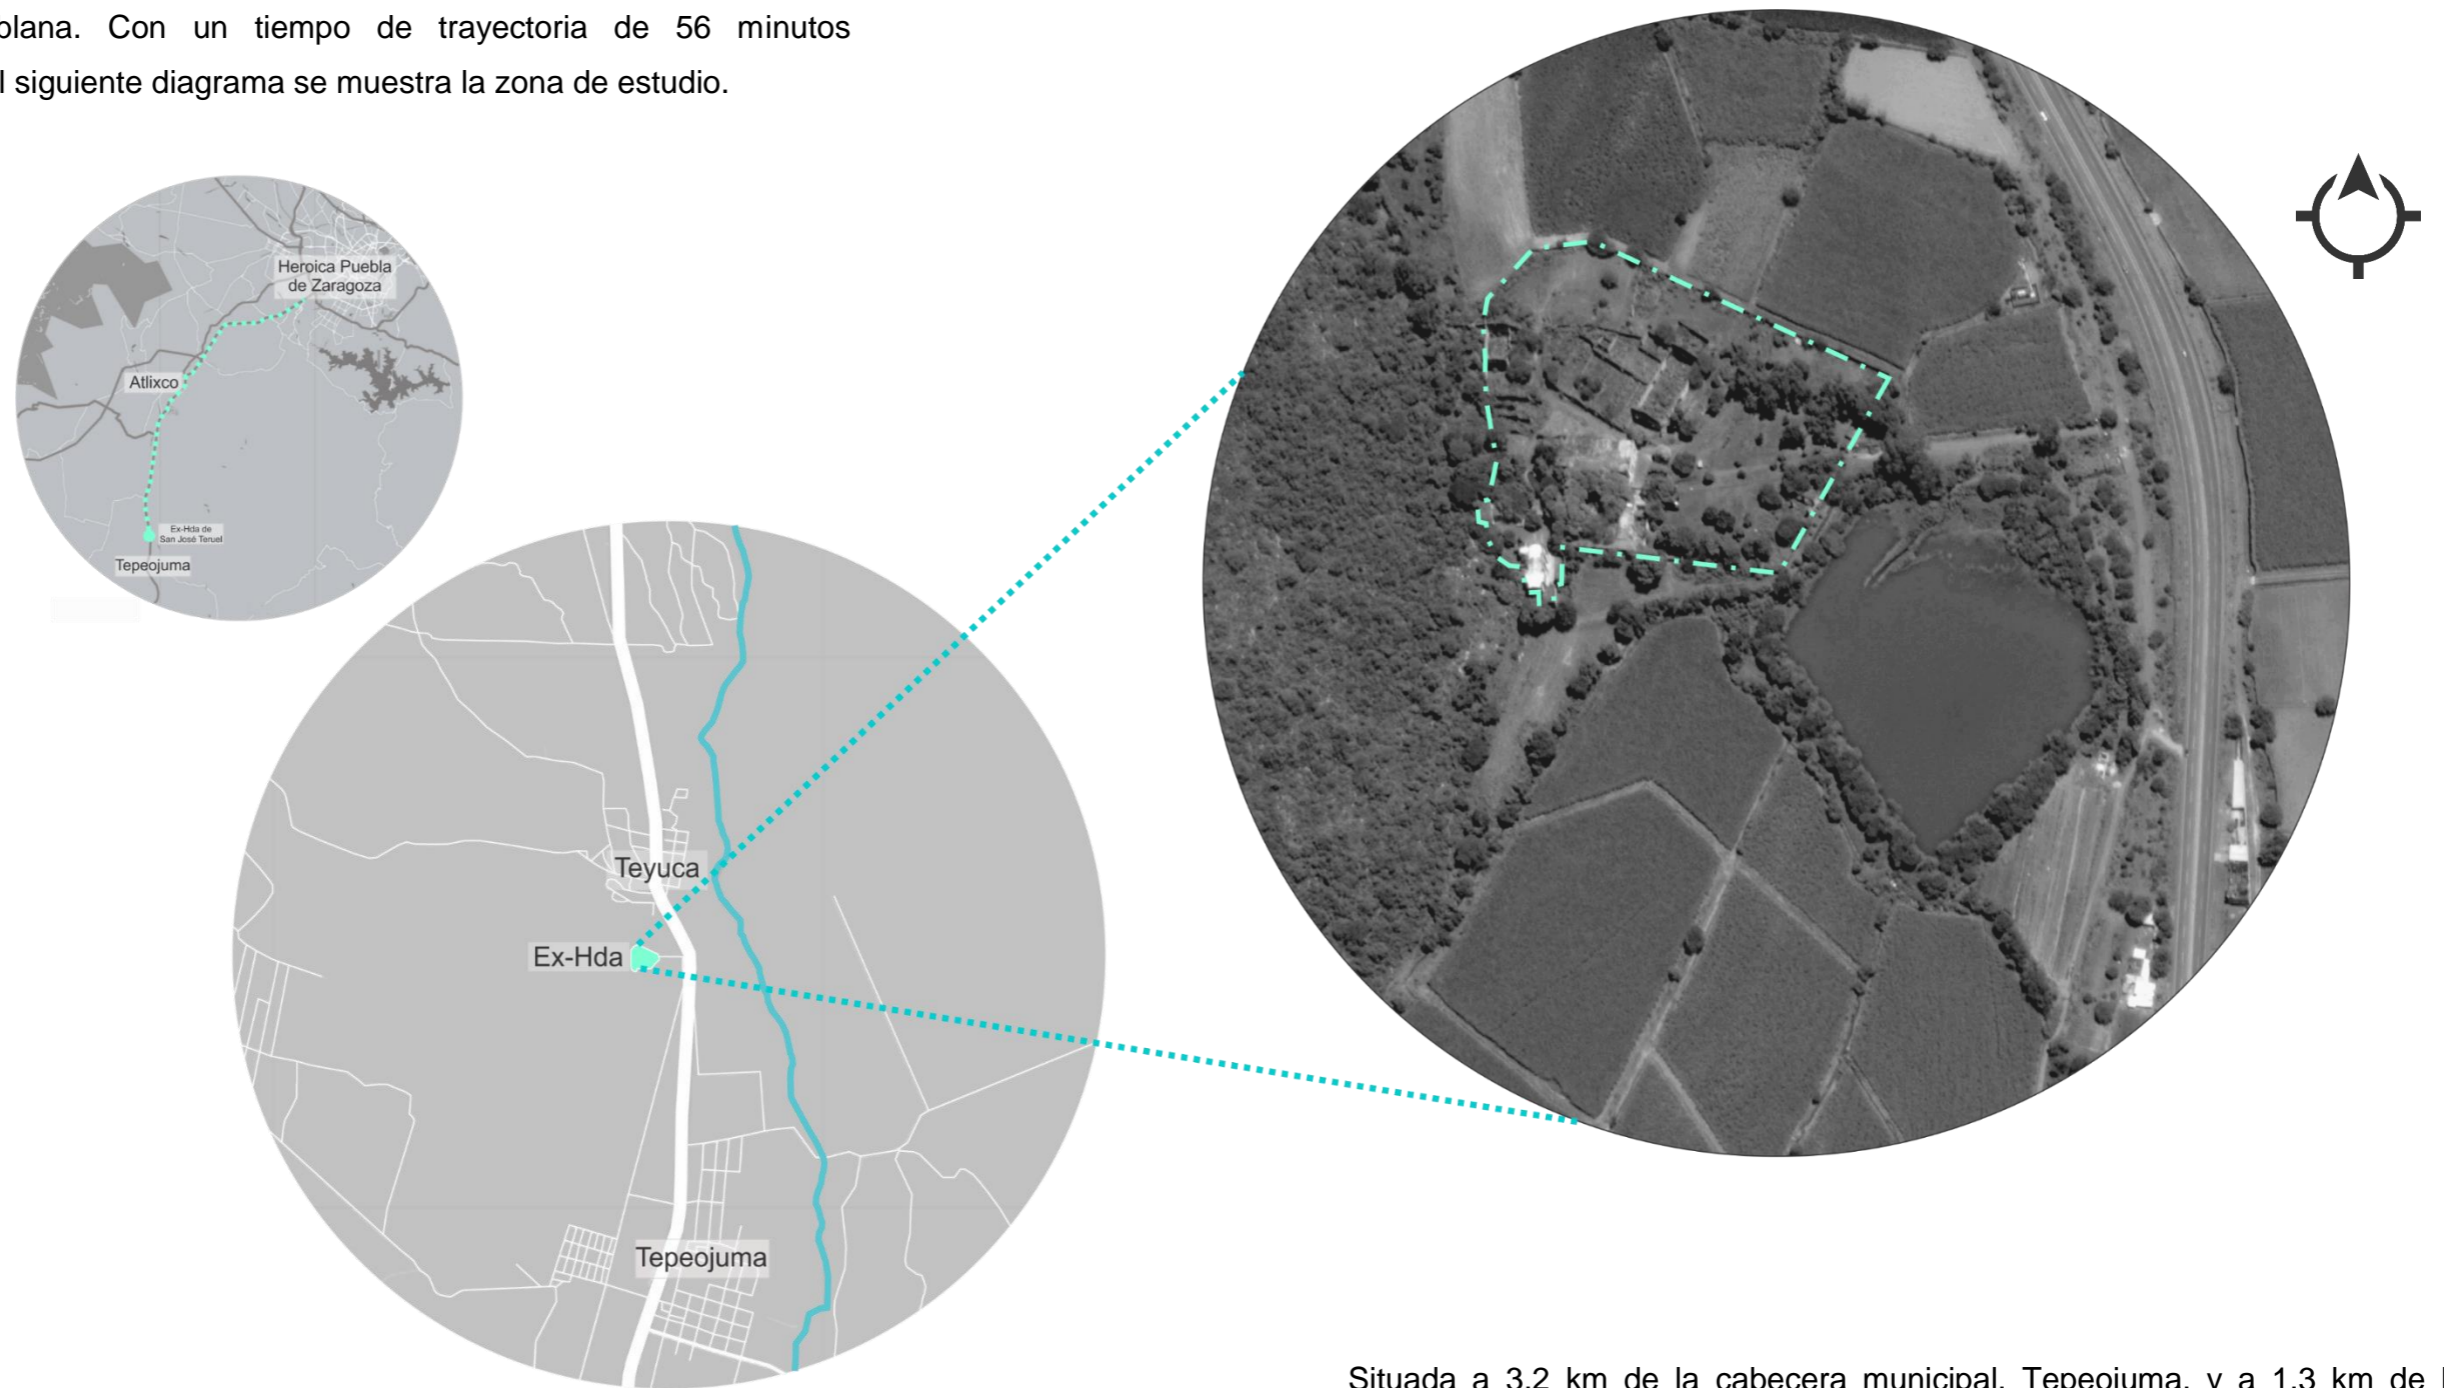 plana. Con un tiempo de trayectoria de 56 minutos
l siguiente diagrama se muestra la zona de estudio.
Heroica Puebla
de Zaragoza
Atlixco
Ex-Hda de
San José Teruel
Tepeojuma
Teyuca
Ex-Hda
Tepeojuma
Situada a 3.2 km de la cabecera municipal, Tepeojuma, y a 1.3 km de l